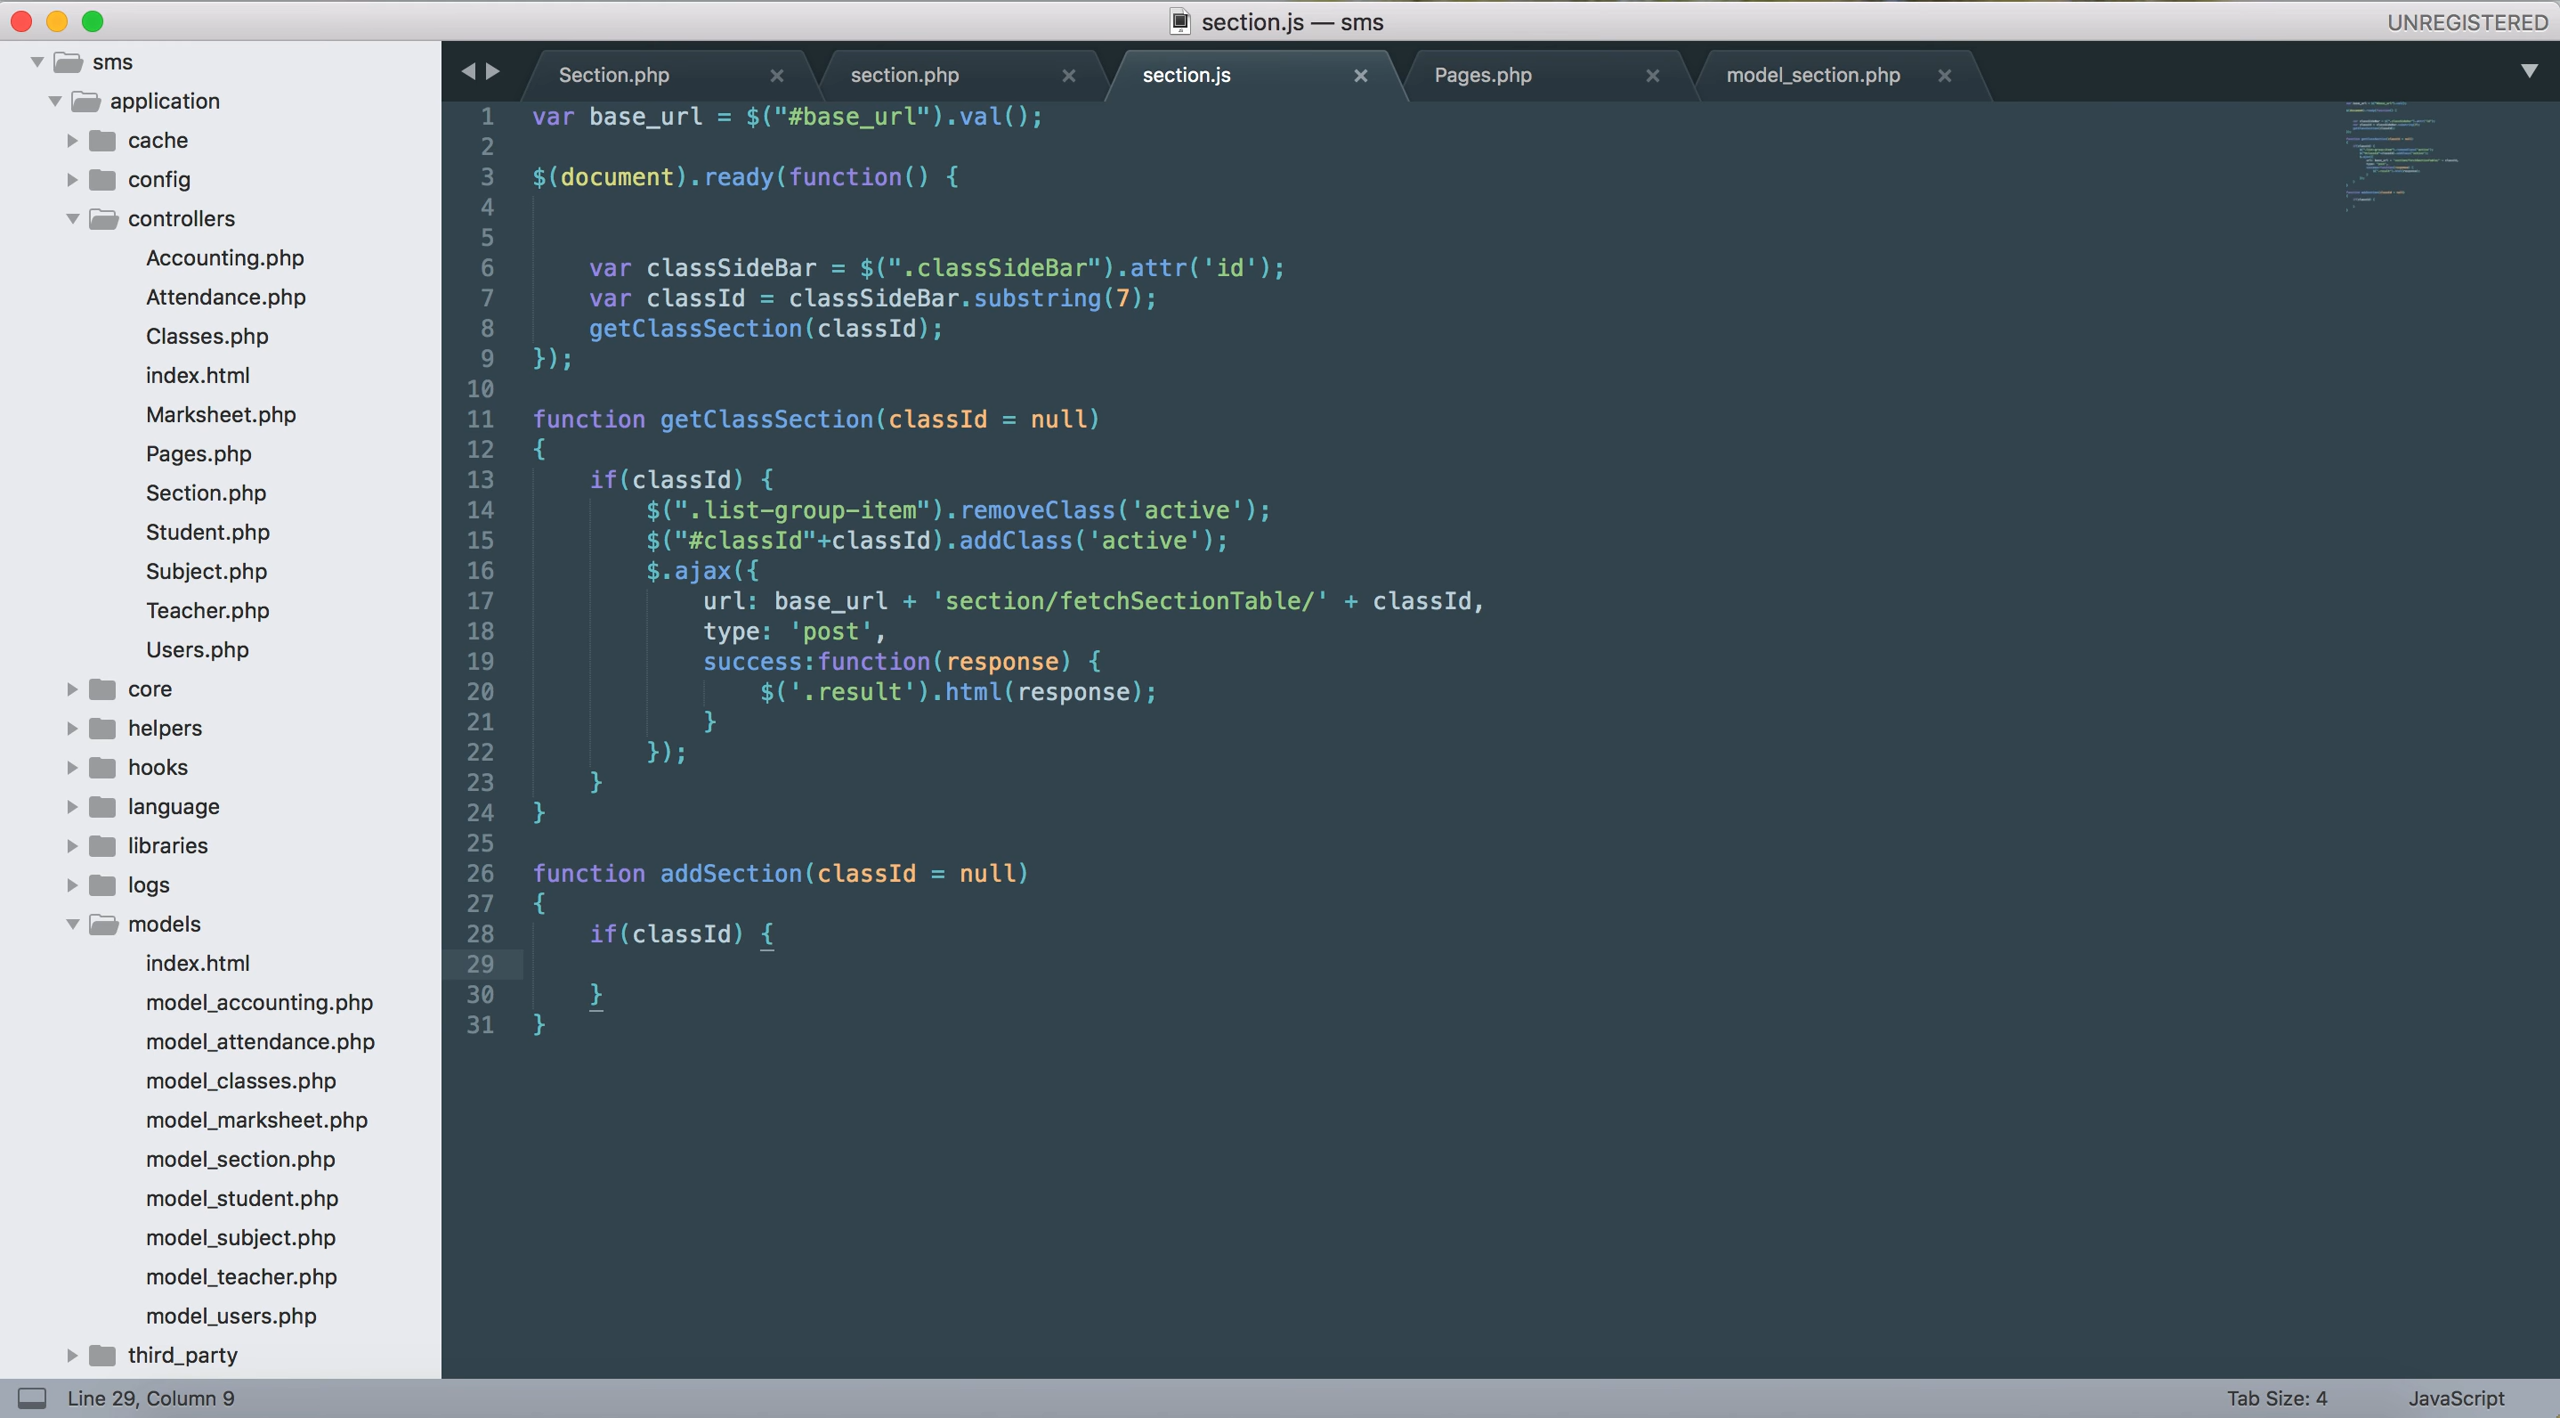 section.js — sms
UNREGISTERED
sms
application
cache
config
controllers
Accounting.php
Attendance.php
Classes.php
index.html
Marksheet.php
Pages.php
Section.php
Student.php
Subject.php
Teacher.php
Users.php
core
helpers
hooks
language
libraries
logs
models
index.html
model_accounting.php
model_attendance.php
model_classes.php
model_marksheet.php
model_section.php
model_student.php
model_subject.php
model_teacher.php
model_users.php
third_party
Section.php
section.php
section.js
Pages.php
model_section.php
1 var base_url = $("#base_url").val();
2
3 $(document).ready(function() {
4
5
6     var classSideBar = $(".classSideBar").attr('id');
7     var classId = classSideBar.substring(7);
8     getClassSection(classId);
9 });
10
11 function getClassSection(classId = null)
12 {
13     if(classId) {
14         $(".list-group-item").removeClass('active');
15         $("#classId"+classId).addClass('active');
16         $.ajax({
17             url: base_url + 'section/fetchSectionTable/' + classId,
18             type: 'post',
19             success:function(response) {
20                 $('.result').html(response);
21             }
22         });
23     }
24 }
25
26 function addSection(classId = null)
27 {
28     if(classId) {
29
30     }
31 }
Line 29, Column 9
Tab Size: 4
JavaScript